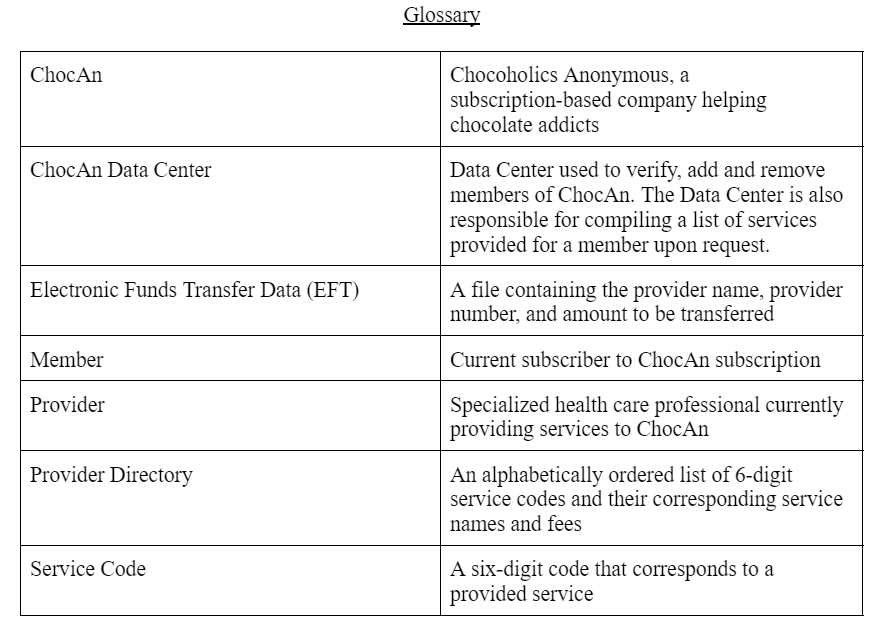 Glossary
ChocAn
Chocoholics Anonymous, a
subscription-based company helping
chocolate addicts
ChocAn Data Center
Data Center used to verify, add and remove
members of ChocAn. The Data Center is also
responsible for compiling a list of services
provided for a member upon request.
Electronic Funds Transfer Data (EFT)
A file containing the provider name, provider
number, and amount to be transferred
Member
Current subscriber to ChocAn subscription
Provider
Specialized health care professional currently
providing services to ChocAn
Provider Directory
An alphabetically ordered list of 6-digit
service codes and their corresponding service
names and fees
Service Code
A six-digit code that corresponds to a
provided service